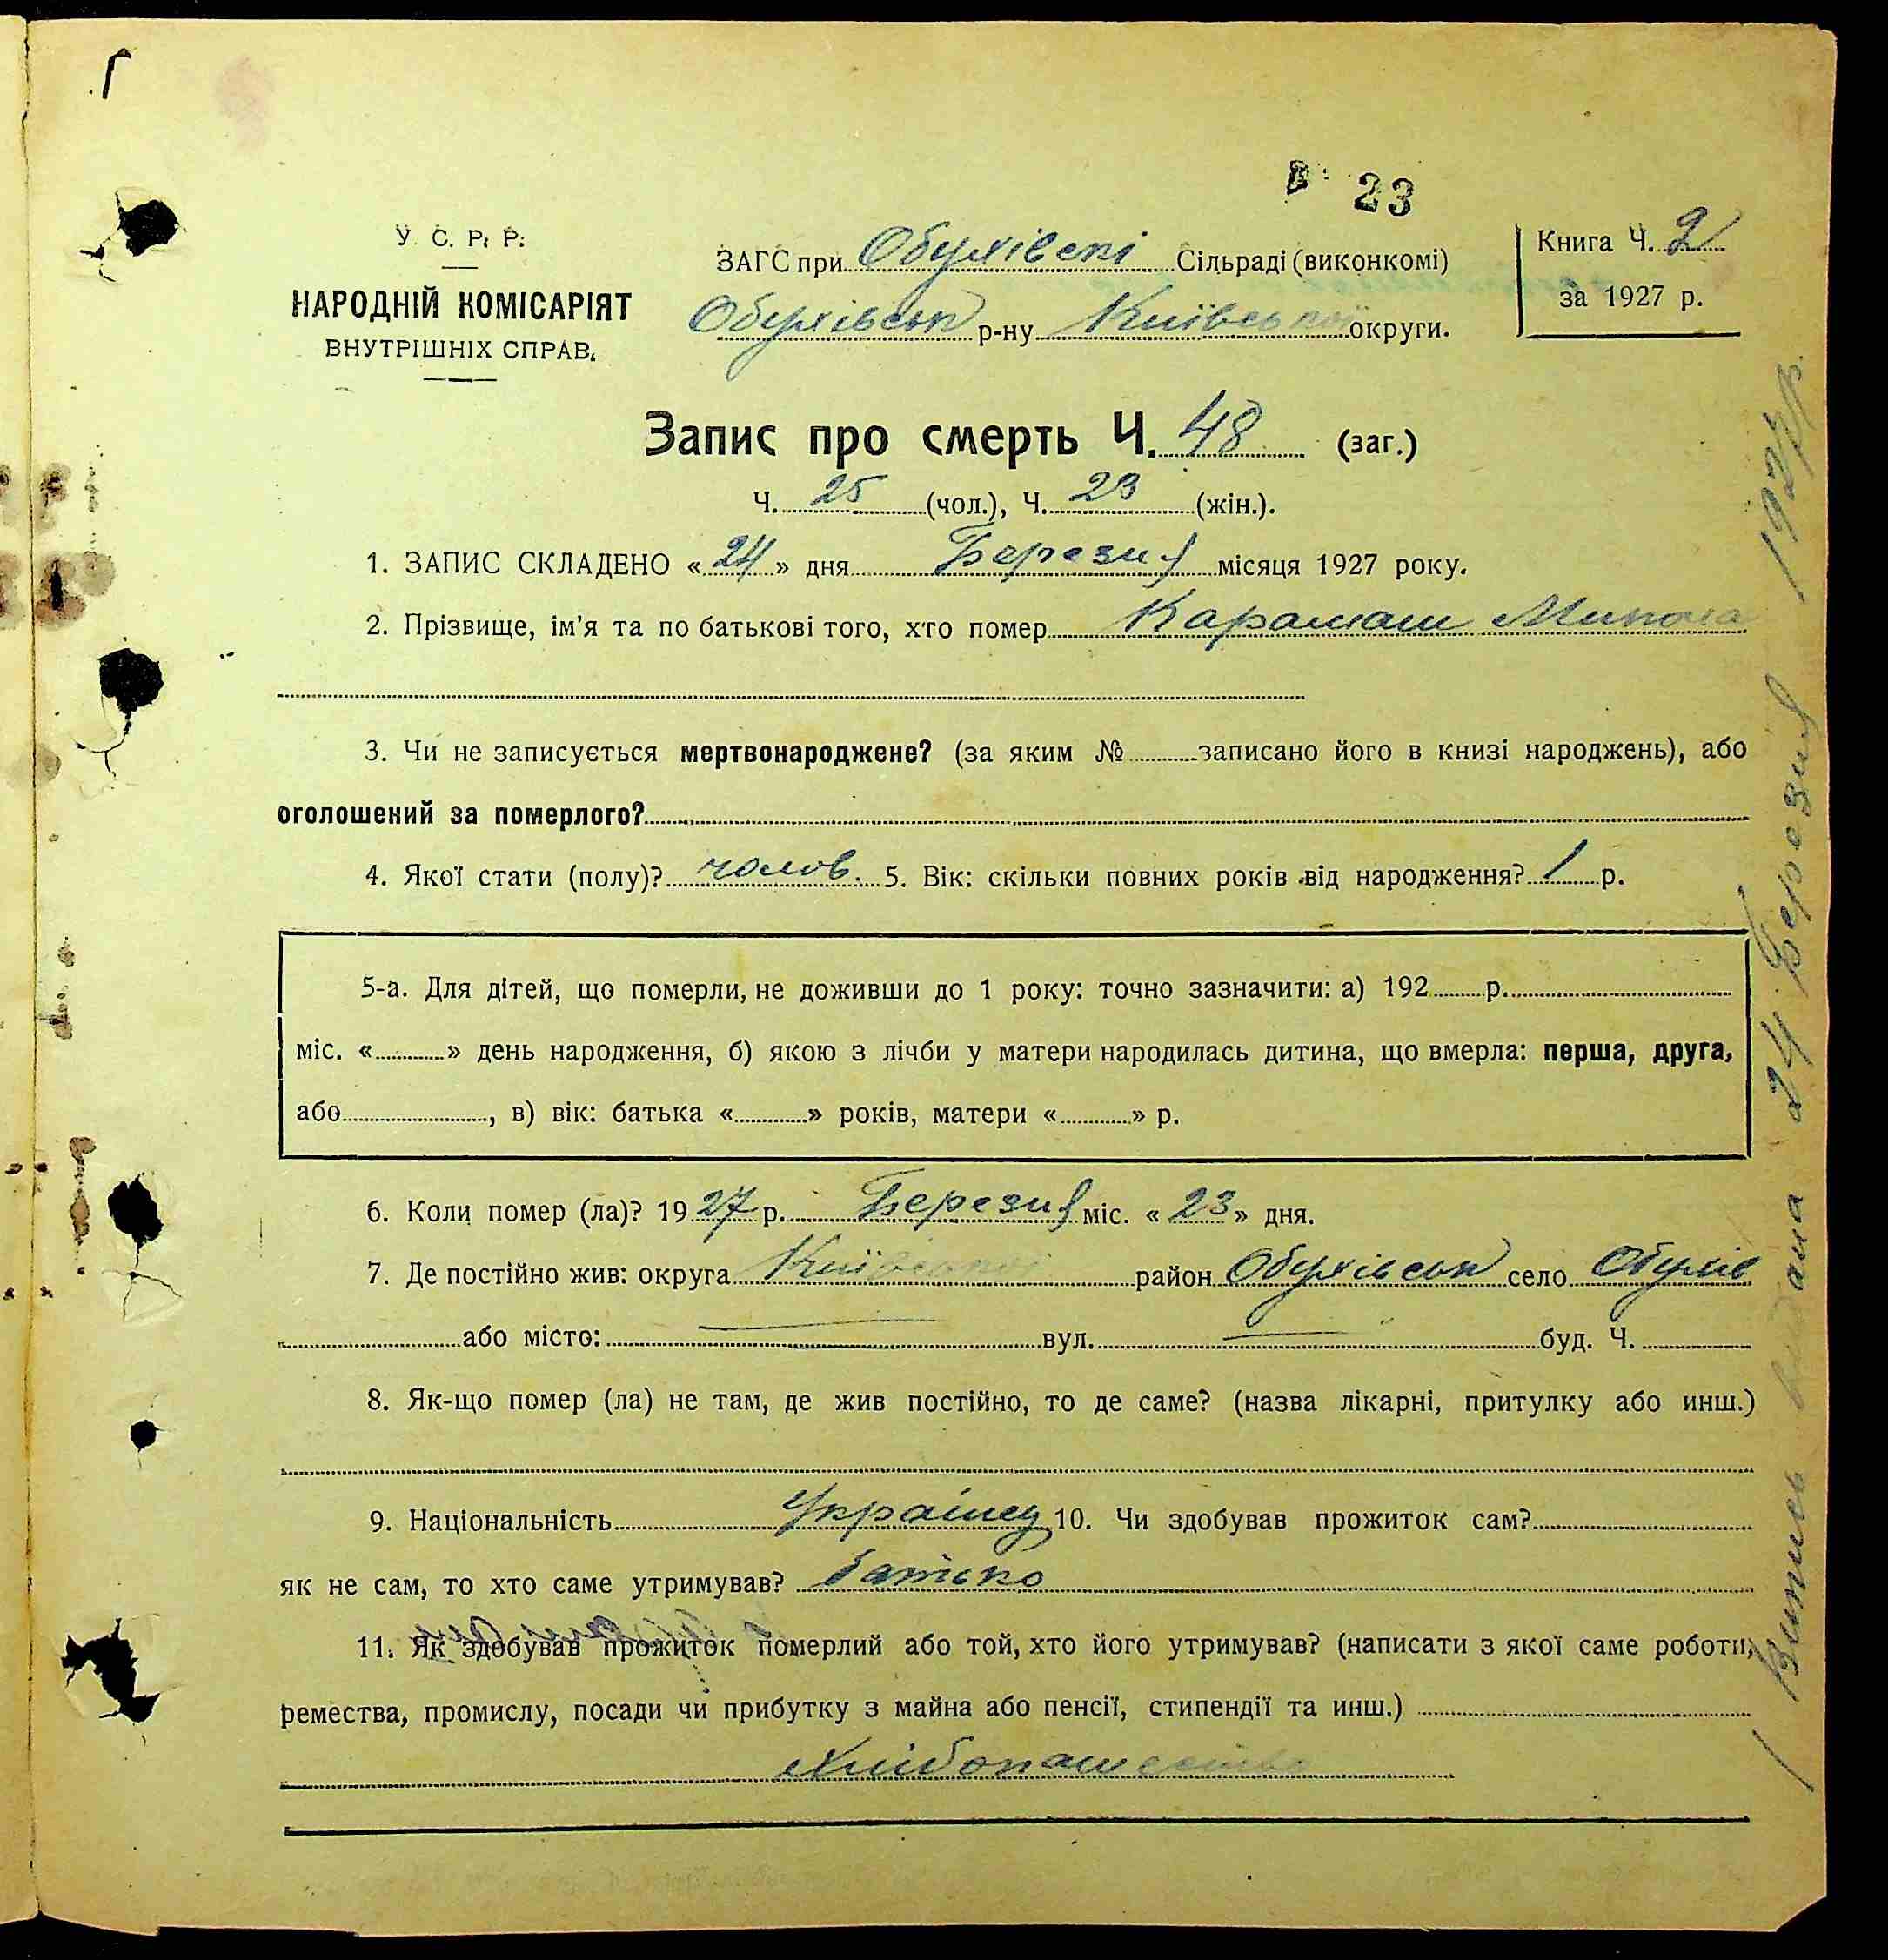 23
У. С. Р. Р.
НАРОДНІЙ КОМІСАРІЯТ
ВНУТРІШНІХ СПРАВ.
ЗАГС при Обухівскі Сільраді (виконкомі)
Обухівськ р-ну Київської округи.
Книга Ч. 2
за 1927 р.
Запис про смерть Ч. 48 (заг.)
Ч. 25 (чол.), Ч. 23 (жін.).
1. ЗАПИС СКЛАДЕНО « 24 » дня Березня місяця 1927 року.
2. Прізвище, ім'я та по батькові того, хто помер Карамаш Микола
3. Чи не записується мертвонароджене? (за яким № записано його в книзі народжень), або
оголошений за померлого?
4. Якої стати (полу)? чолов. 5. Вік: скільки повних років від народження? 1 р.
5-а. Для дітей, що померли, не доживши до 1 року: точно зазначити: а) 192 р.
міс. « » день народження, б) якою з лічби у матери народилась дитина, що вмерла: перша, друга,
або , в) вік: батька « » років, матери « » р.
6. Коли помер (ла)? 1927 р. Березня міс. « 23 » дня.
7. Де постійно жив: округа Київської район Обухівськ село Обухів
або місто: вул. буд. Ч.
8. Як-що помер (ла) не там, де жив постійно, то де саме? (назва лікарні, притулку або инш.)
9. Національність Українец 10. Чи здобував прожиток сам?
як не сам, то хто саме утримував? батько
11. Як здобував прожиток померлий або той, хто його утримував? (написати з якої саме роботи,
ремества, промислу, посади чи прибутку з майна або пенсії, стипендії та инш.)
хлібопашество
Випись видана 24 Березня 1927 р.